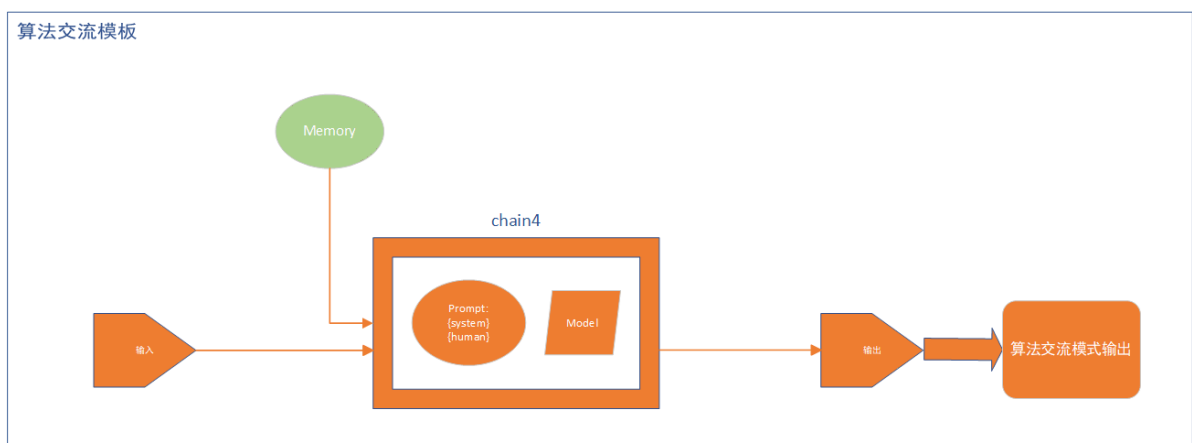 算法交流模板
Memory
chain4
Prompt:
{system}
{human}
Model
输入
输出
算法交流模式输出